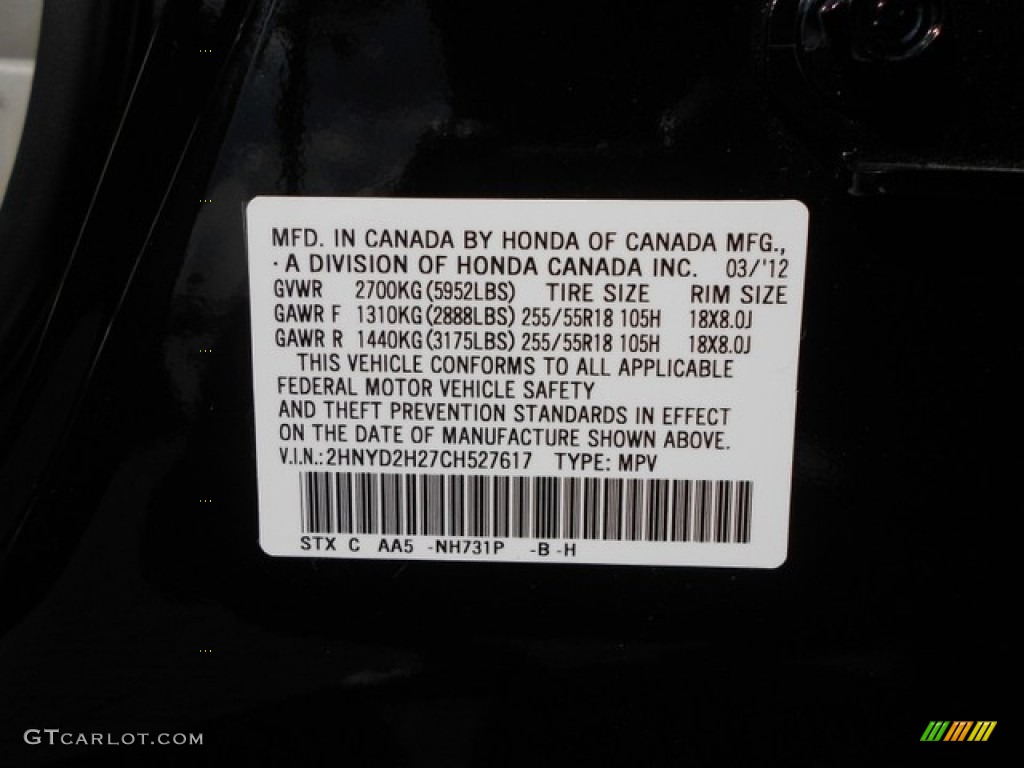 MFD. IN CANADA BY HONDA OF CANADA MFG.,
· A DIVISION OF HONDA CANADA INC. 03/'12
GVWR 2700KG (5952LBS) TIRE SIZE RIM SIZE
GAWR F 1310KG (2888LBS) 255/55R18 105H 18X8.0J
GAWR R 1440KG (3175LBS) 255/55R18 105H 18X8.0J
THIS VEHICLE CONFORMS TO ALL APPLICABLE
FEDERAL MOTOR VEHICLE SAFETY
AND THEFT PREVENTION STANDARDS IN EFFECT
ON THE DATE OF MANUFACTURE SHOWN ABOVE.
V.I.N.: 2HNYD2H27CH527617 TYPE: MPV
STX C AA5 -NH731P -B -H
GTCARLOT.COM